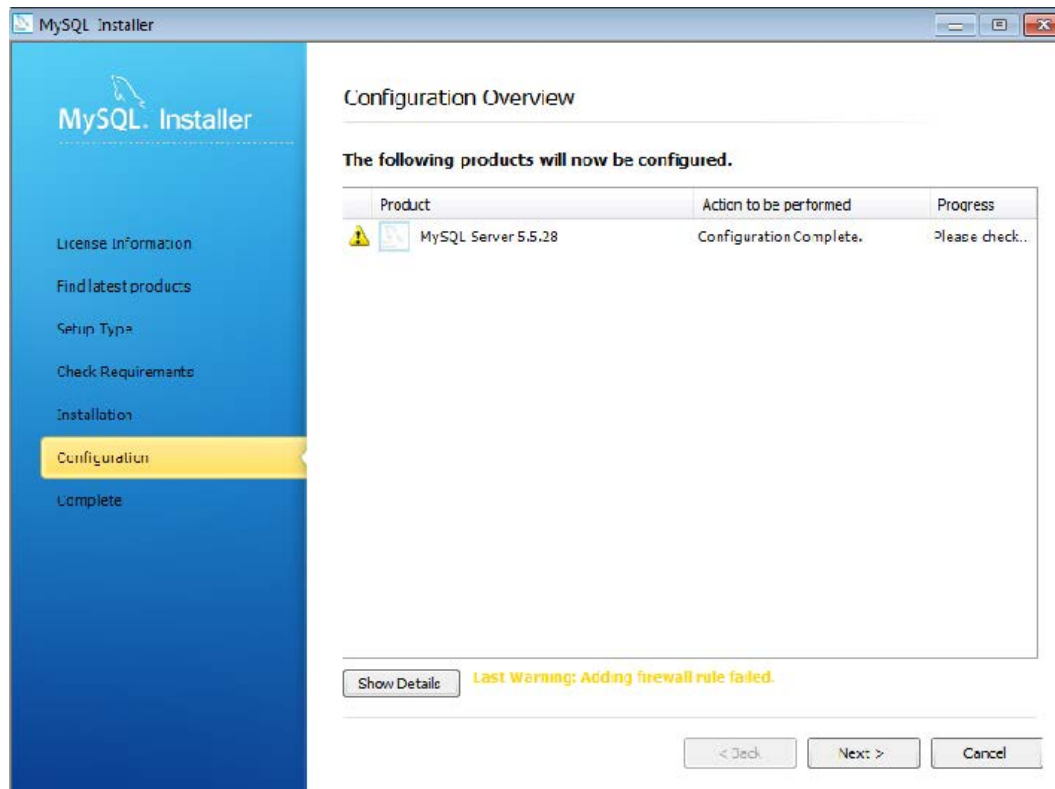 MySQL Installer
MySQL. Installer
License Information
Find latest products
Setup Type
Check Requirements
Installation
Configuration
Complete
Configuration Overview
The following products will now be configured.
Product Action to be performed Progress
MySQL Server 5.5.28 Configuration Complete. Please check..
Show Details Last Warning: Adding firewall rule failed.
< Back Next > Cancel